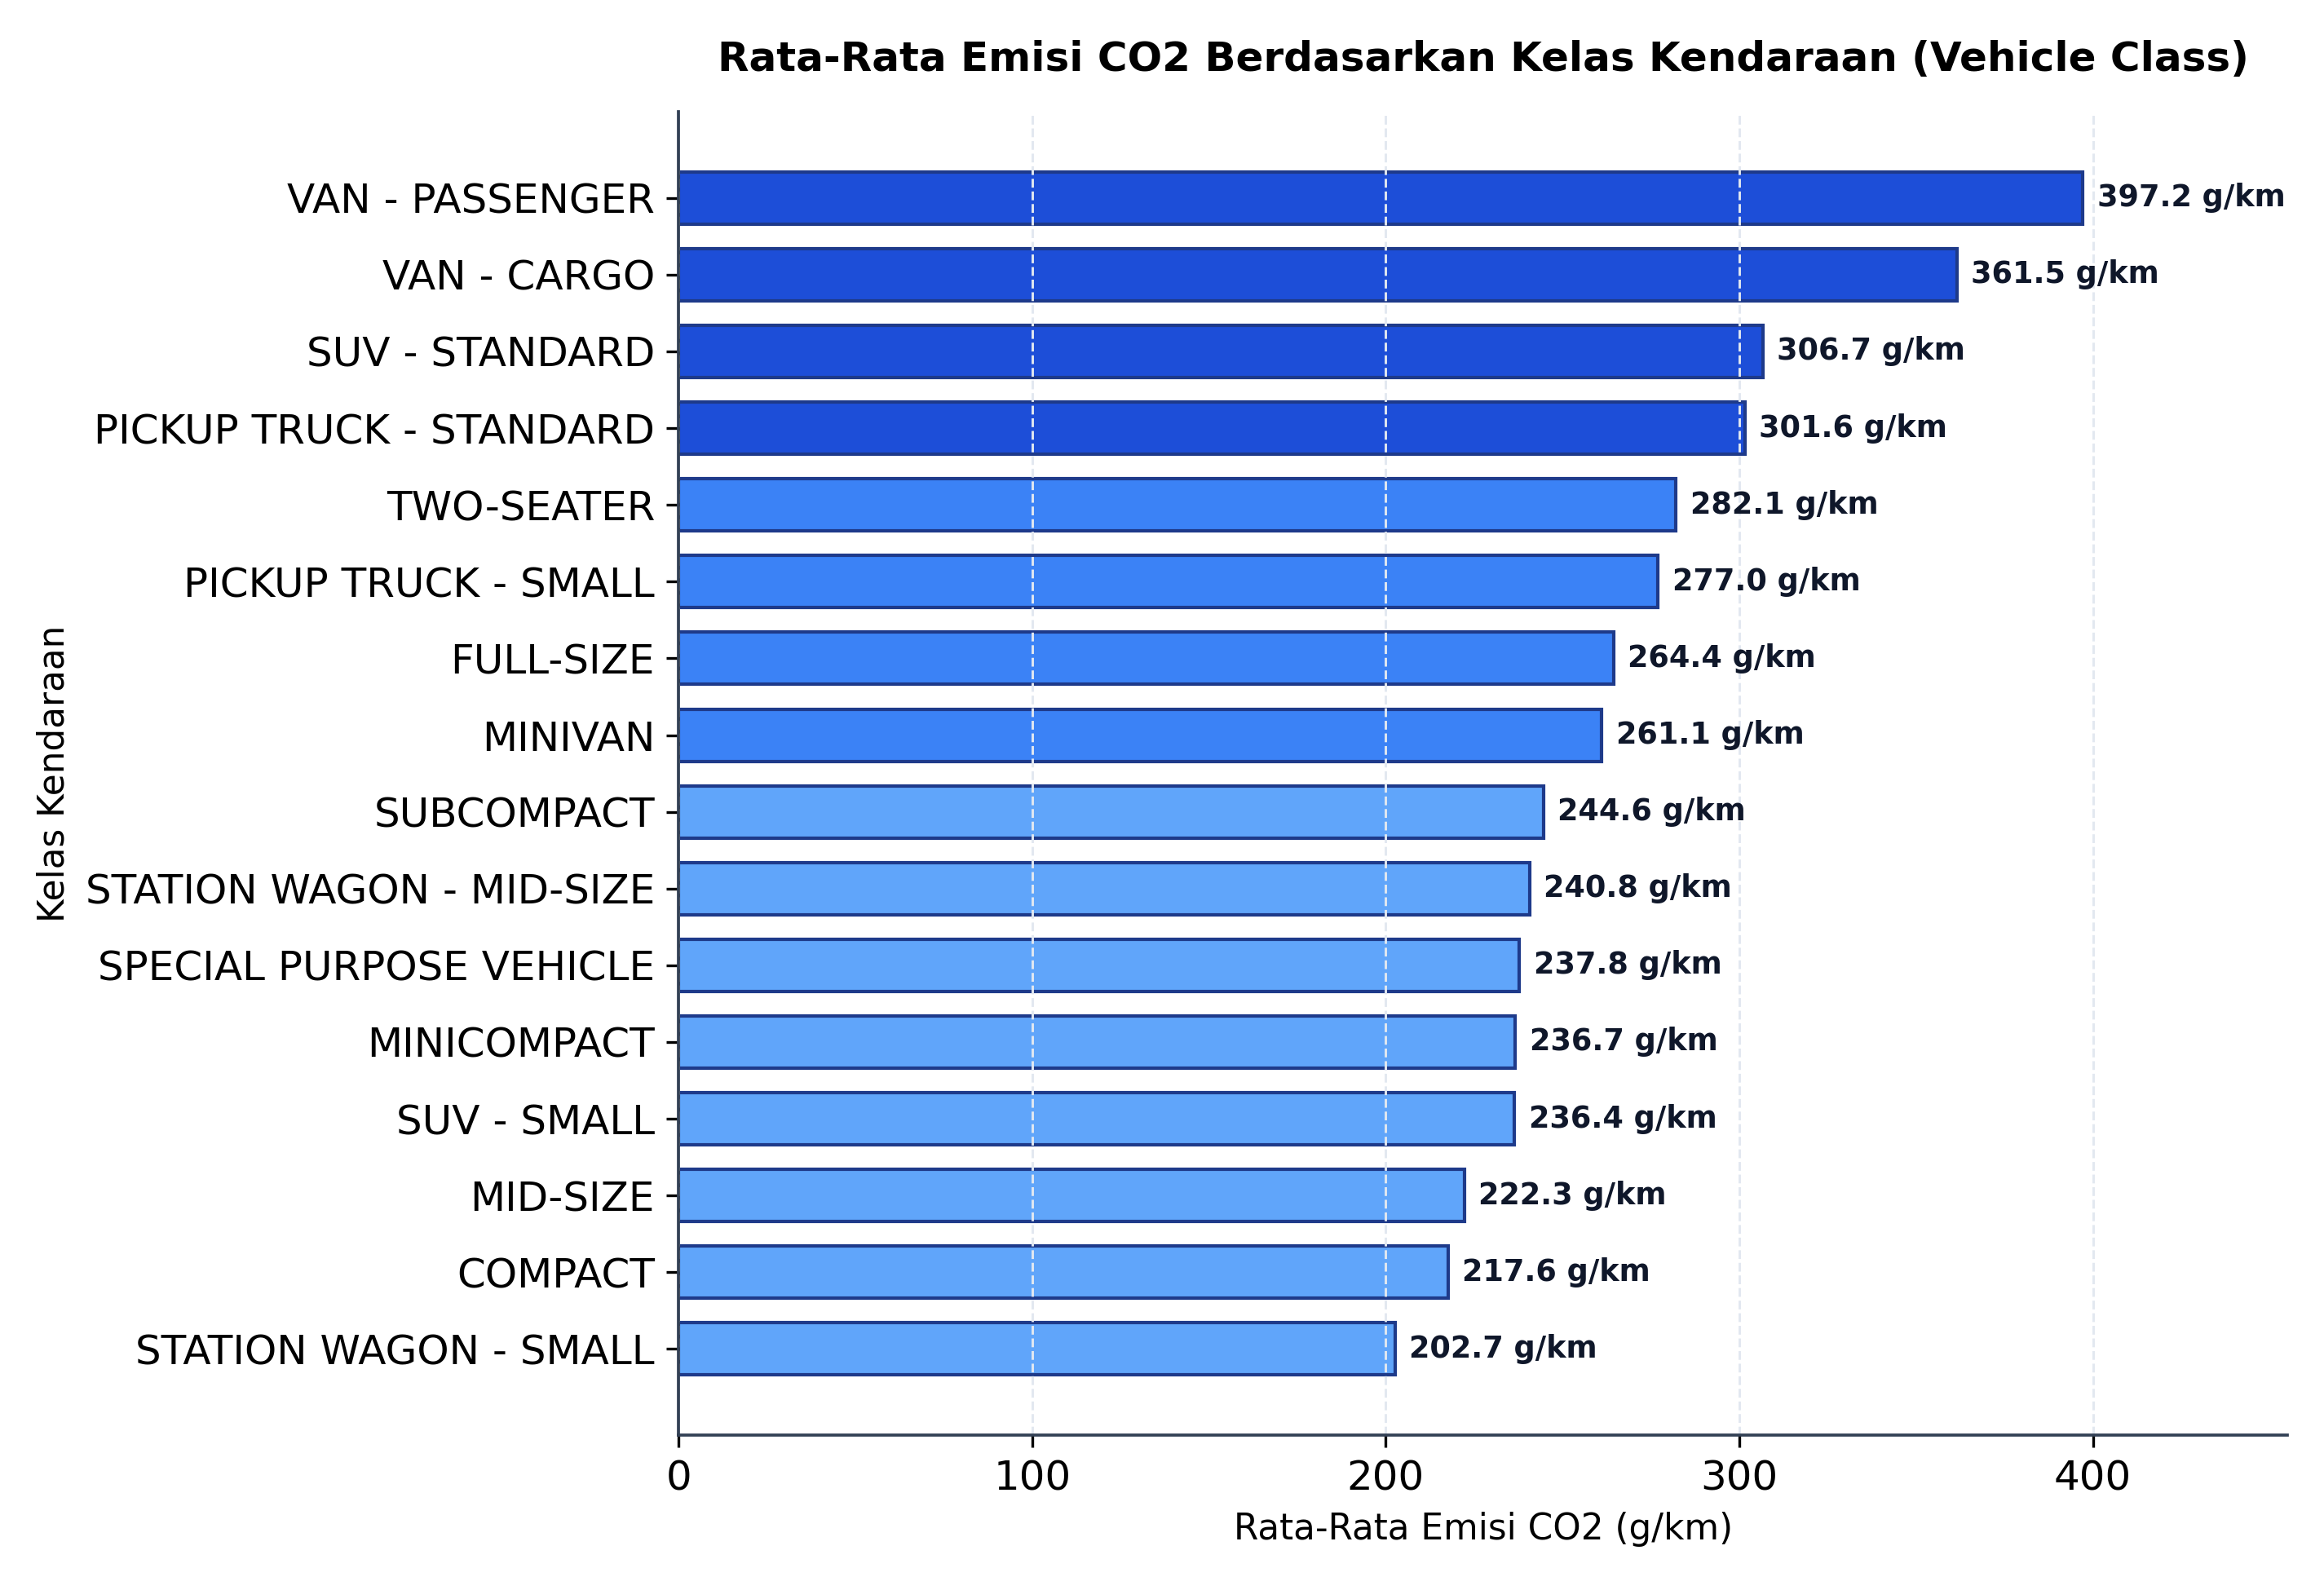 Rata-Rata Emisi CO2 Berdasarkan Kelas Kendaraan (Vehicle Class)
Kelas Kendaraan
VAN - PASSENGER 397.2 g/km
VAN - CARGO 361.5 g/km
SUV - STANDARD 306.7 g/km
PICKUP TRUCK - STANDARD 301.6 g/km
TWO-SEATER 282.1 g/km
PICKUP TRUCK - SMALL 277.0 g/km
FULL-SIZE 264.4 g/km
MINIVAN 261.1 g/km
SUBCOMPACT 244.6 g/km
STATION WAGON - MID-SIZE 240.8 g/km
SPECIAL PURPOSE VEHICLE 237.8 g/km
MINICOMPACT 236.7 g/km
SUV - SMALL 236.4 g/km
MID-SIZE 222.3 g/km
COMPACT 217.6 g/km
STATION WAGON - SMALL 202.7 g/km
0 100 200 300 400
Rata-Rata Emisi CO2 (g/km)